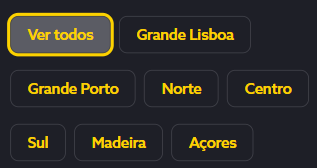 Ver todos Grande Lisboa
Grande Porto Norte Centro
Sul Madeira Açores